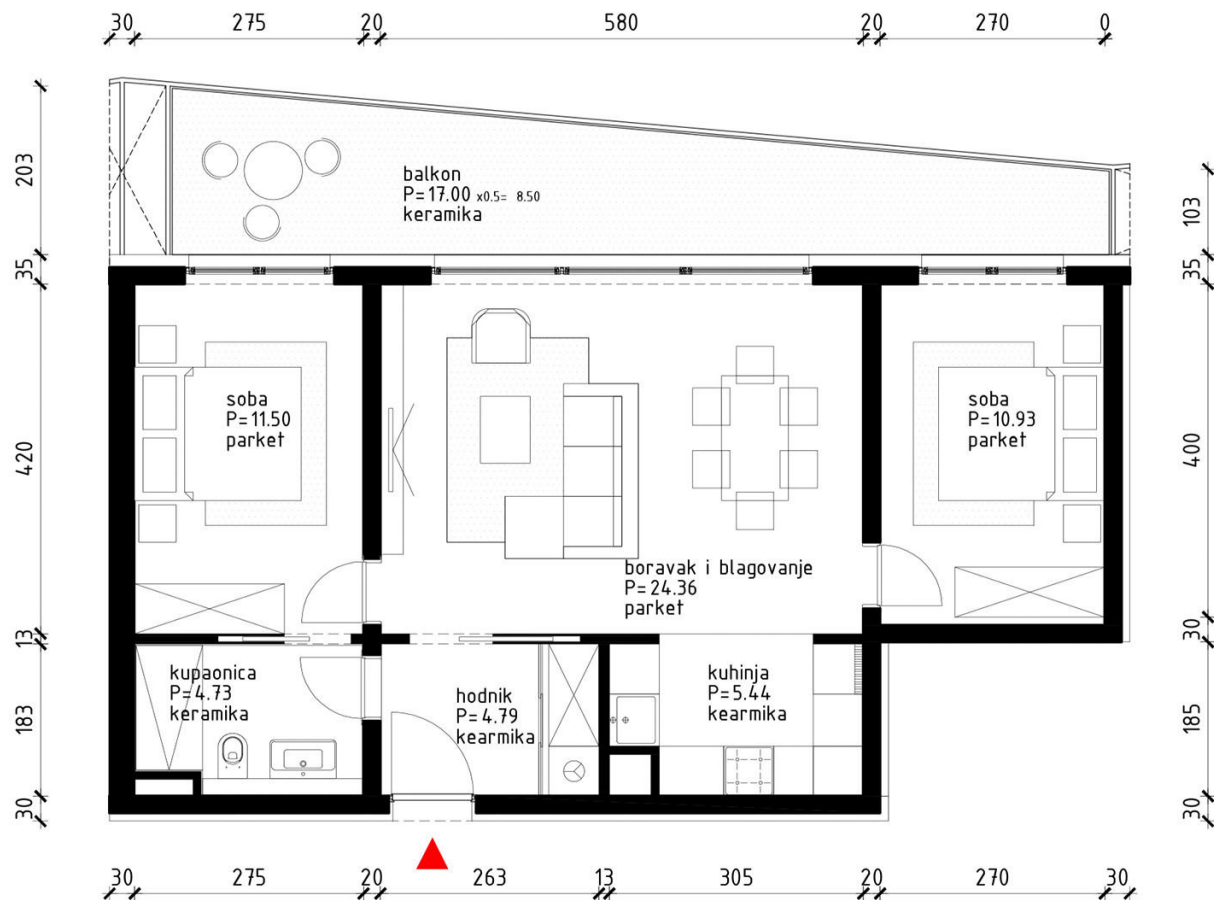 30 275 20 580 20 270 0
203
35
420
13
183
30
103
35
400
30
185
30
balkon
P=17.00 x0.5= 8.50
keramika
soba
P=11.50
parket
soba
P=10.93
parket
boravak i blagovanje
P=24.36
parket
kupaonica
P=4.73
keramika
hodnik
P=4.79
kearmika
kuhinja
P=5.44
kearmika
30 275 20 263 13 305 20 270 30